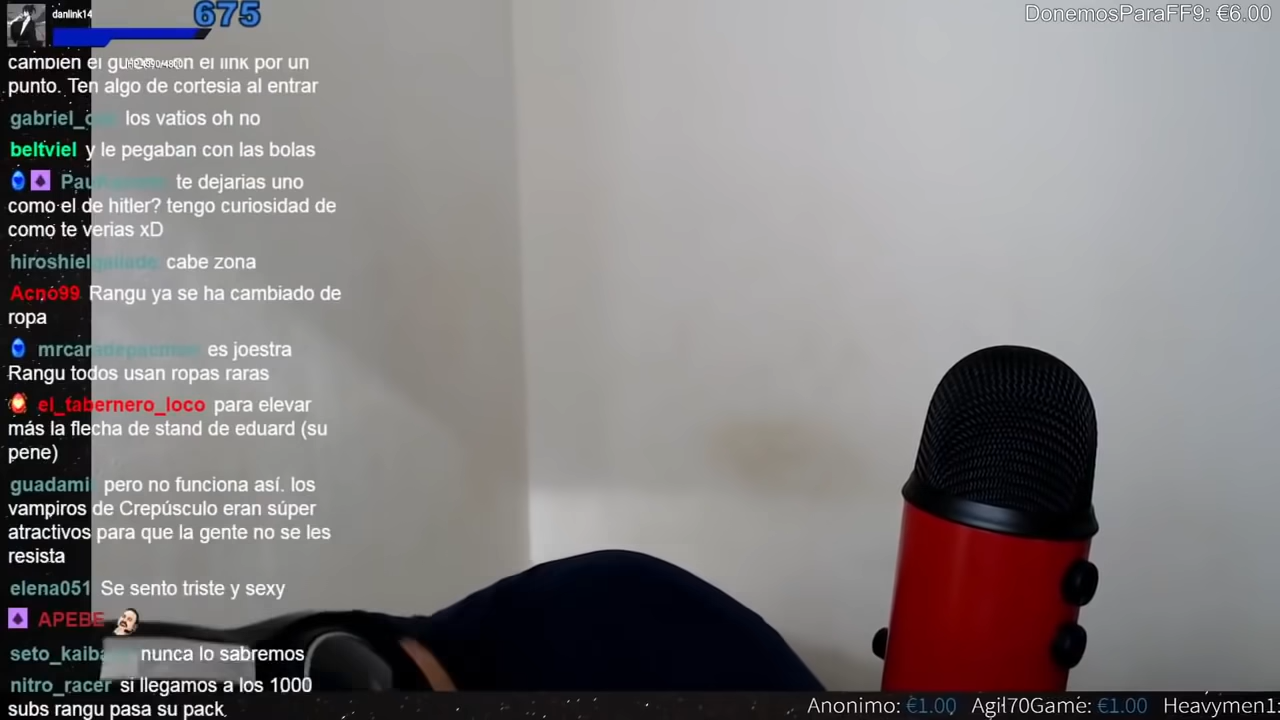 danlink14
675
DonemosParaFF9: €6.00
cambien el gu con el link por un
punto. Ten algo de cortesia al entrar
los vatios oh no
beltviel y le pegaban con las bolas
te dejarias uno
como el de hitler? tengo curiosidad de
como te verias xD
hiroshielgallade cabe zona
Acno99 Rangu ya se ha cambiado de
ropa
mrcaradepacman es joestra
Rangu todos usan ropas raras
el_tabernero_loco para elevar
más la flecha de stand de eduard (su
pene)
pero no funciona así. los
vampiros de Crepúsculo eran súper
atractivos para que la gente no se les
resista
elena051 Se sento triste y sexy
APEBE
nunca lo sabremos
nitro_racer si llegamos a los 1000
subs rangu pasa su pack
Anonimo: €1.00 Agil70Game: €1.00